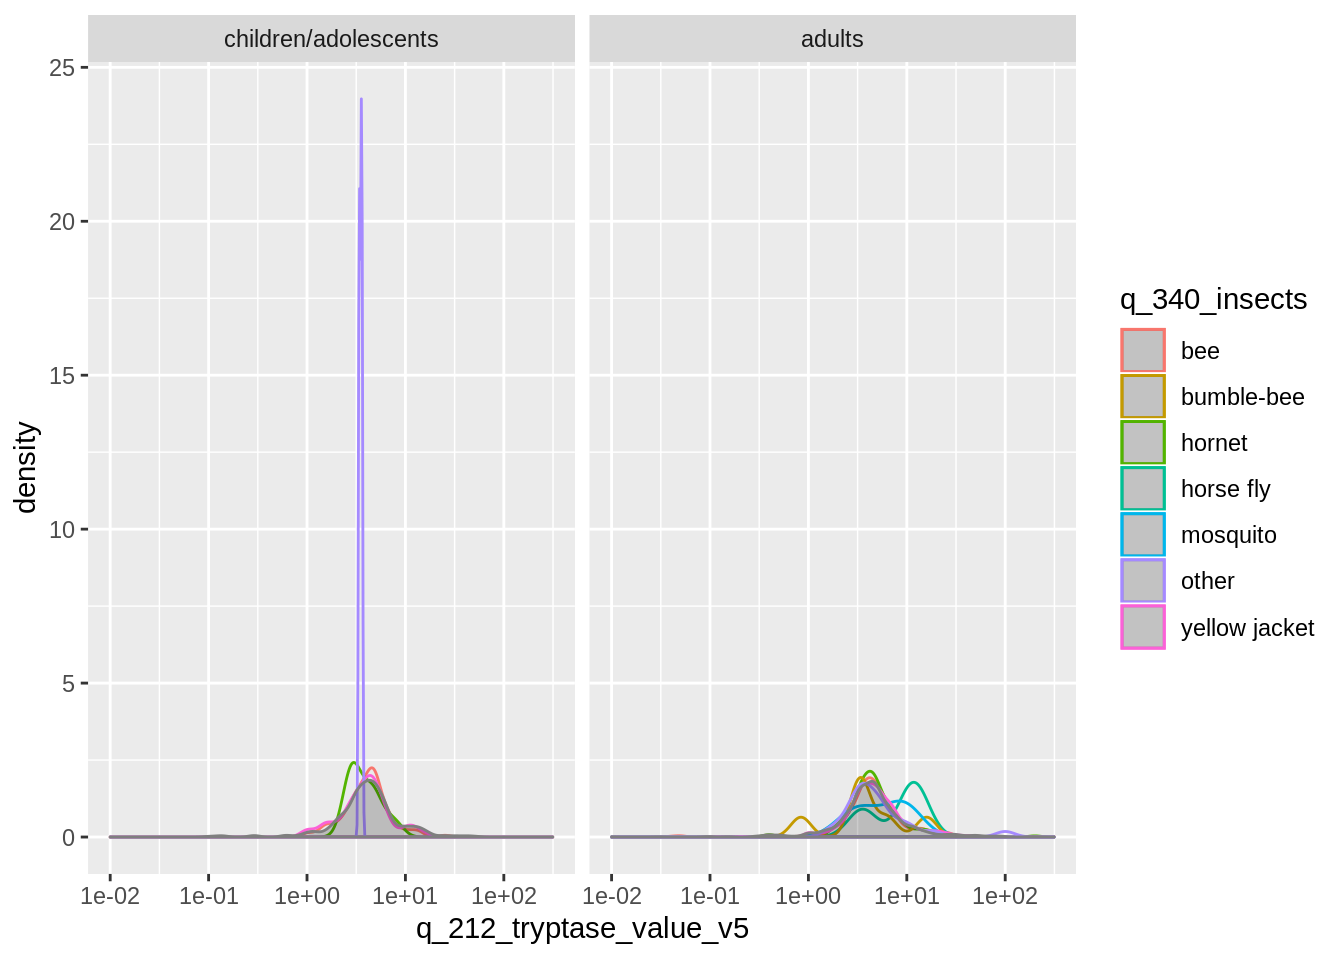 children/adolescents
adults
25
20
15
10
5
0
density
1e-02 1e-01 1e+00 1e+01 1e+02
1e-02 1e-01 1e+00 1e+01 1e+02
q_212_tryptase_value_v5
q_340_insects
bee
bumble-bee
hornet
horse fly
mosquito
other
yellow jacket